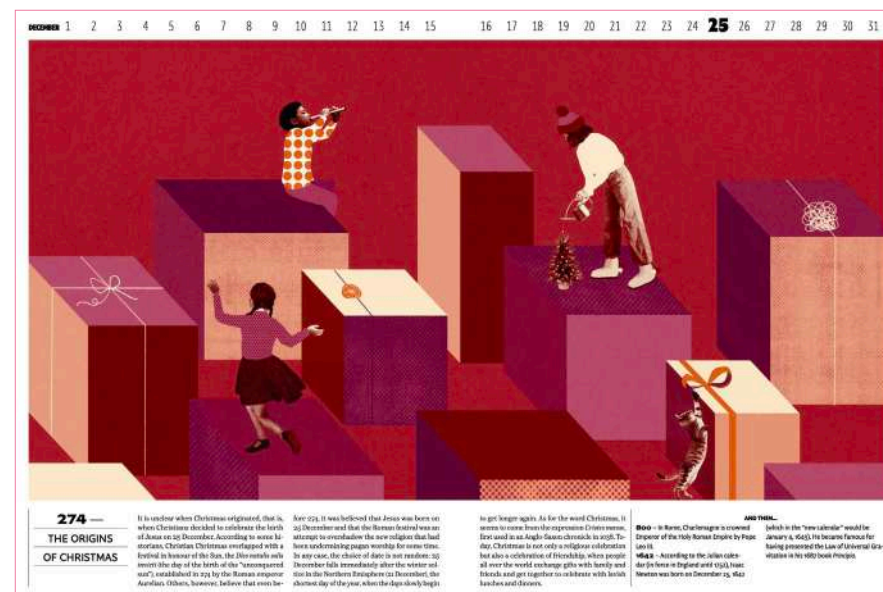 DECEMBER 1 2 3 4 5 6 7 8 9 10 11 12 13 14 15 16 17 18 19 20 21 22 23 24 25 26 27 28 29 30 31
274 —
THE ORIGINS
OF CHRISTMAS
It is unclear when Christmas originated, that is,
when Christians decided to celebrate the birth
of Jesus on 25 December. According to some hi-
storians, Christian Christmas overlapped with a
festival in honour of the Sun, the Dies natalis solis
invicti (the day of the birth of the "unconquered
sun"), established in 274 by the Roman emperor
Aurelian. Others, however, believe that even be-
fore 274, it was believed that Jesus was born on
25 December and that the Roman festival was an
attempt to overshadow the new religion that had
been undermining pagan worship for some time.
In any case, the choice of date is not random: 25
December falls immediately after the winter sol-
stice in the Northern Emisphere (21 December), the
shortest day of the year, when the days slowly begin
to get longer again. As for the word Christmas, it
seems to come from the expression Cristes maesse,
first used in an Anglo-Saxon chronicle in 1038. To-
day, Christmas is not only a religious celebration
but also a celebration of friendship, when people
all over the world exchange gifts with family and
friends and get together to celebrate with lavish
lunches and dinners.
AND THEN...
800 – In Rome, Charlemagne is crowned
Emperor of the Holy Roman Empire by Pope
Leo III.
1642 – According to the Julian calen-
dar (in force in England until 1752), Isaac
Newton was born on December 25, 1642
(which in the "new calendar" would be
January 4, 1643). He became famous for
having presented the Law of Universal Gra-
vitation in his 1687 book Principia.